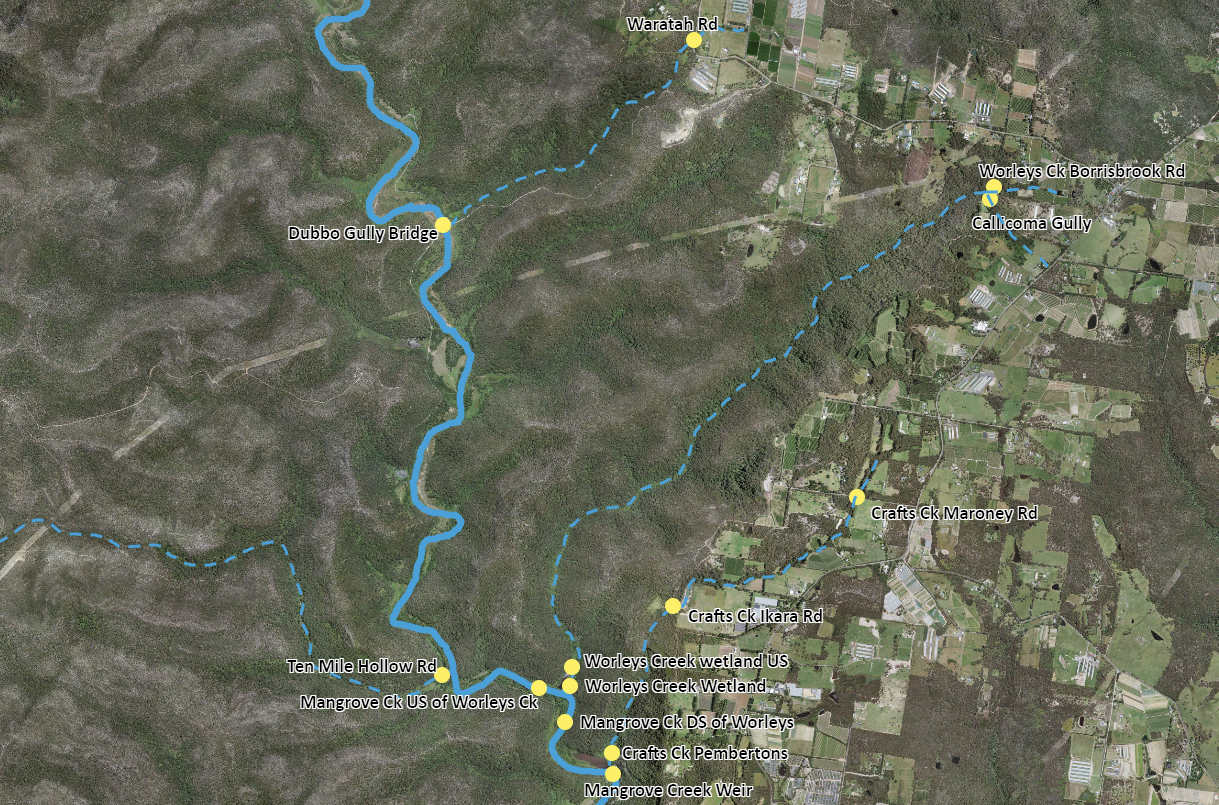 Waratah Rd
Worleys Ck Borrisbrook Rd
Callicoma Gully
Dubbo Gully Bridge
Crafts Ck Maroney Rd
Crafts Ck Ikara Rd
Ten Mile Hollow Rd
Worleys Creek wetland US
Worleys Creek Wetland
Mangrove Ck US of Worleys Ck
Mangrove Ck DS of Worleys
Crafts Ck Pembertons
Mangrove Creek Weir